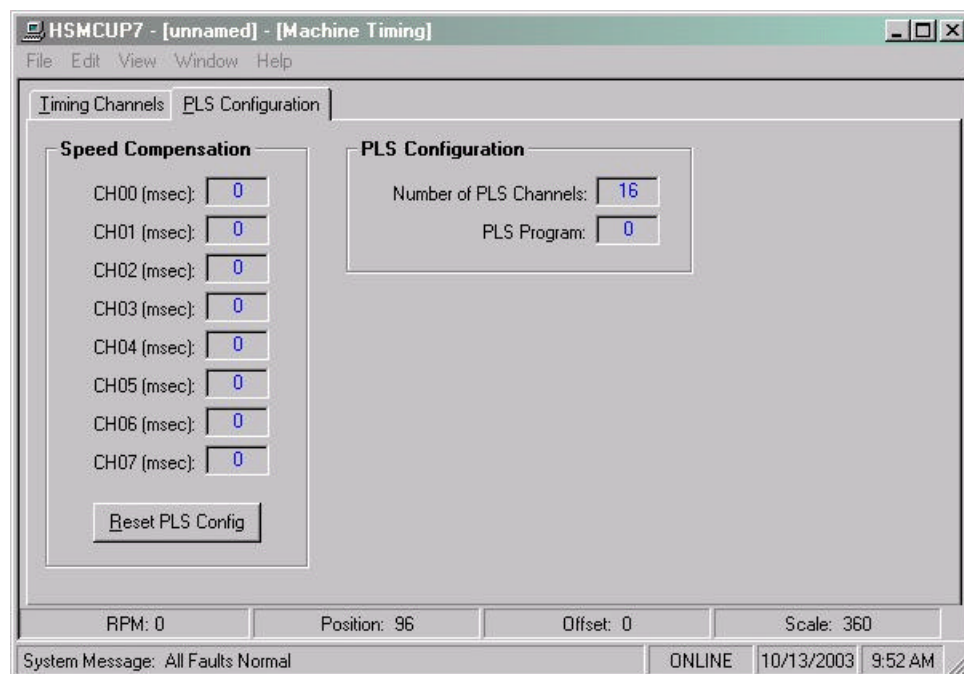 HSMCUP7 - [unnamed] - [Machine Timing]
File Edit View Window Help
Timing Channels PLS Configuration
Speed Compensation
CH00 (msec): 0
CH01 (msec): 0
CH02 (msec): 0
CH03 (msec): 0
CH04 (msec): 0
CH05 (msec): 0
CH06 (msec): 0
CH07 (msec): 0
Reset PLS Config
PLS Configuration
Number of PLS Channels: 16
PLS Program: 0
RPM: 0 Position: 96 Offset: 0 Scale: 360
System Message: All Faults Normal ONLINE 10/13/2003 9:52 AM